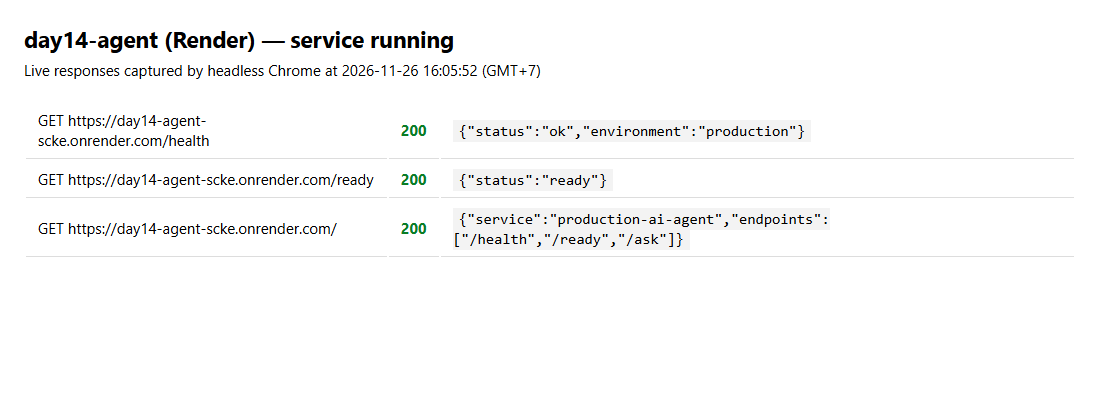 day14-agent (Render) — service running
Live responses captured by headless Chrome at 2026-11-26 16:05:52 (GMT+7)
GET https://day14-agent-
scke.onrender.com/health
200
{"status":"ok","environment":"production"}
GET https://day14-agent-scke.onrender.com/ready
200
{"status":"ready"}
GET https://day14-agent-scke.onrender.com/
200
{"service":"production-ai-agent","endpoints":
["/health","/ready","/ask"]}